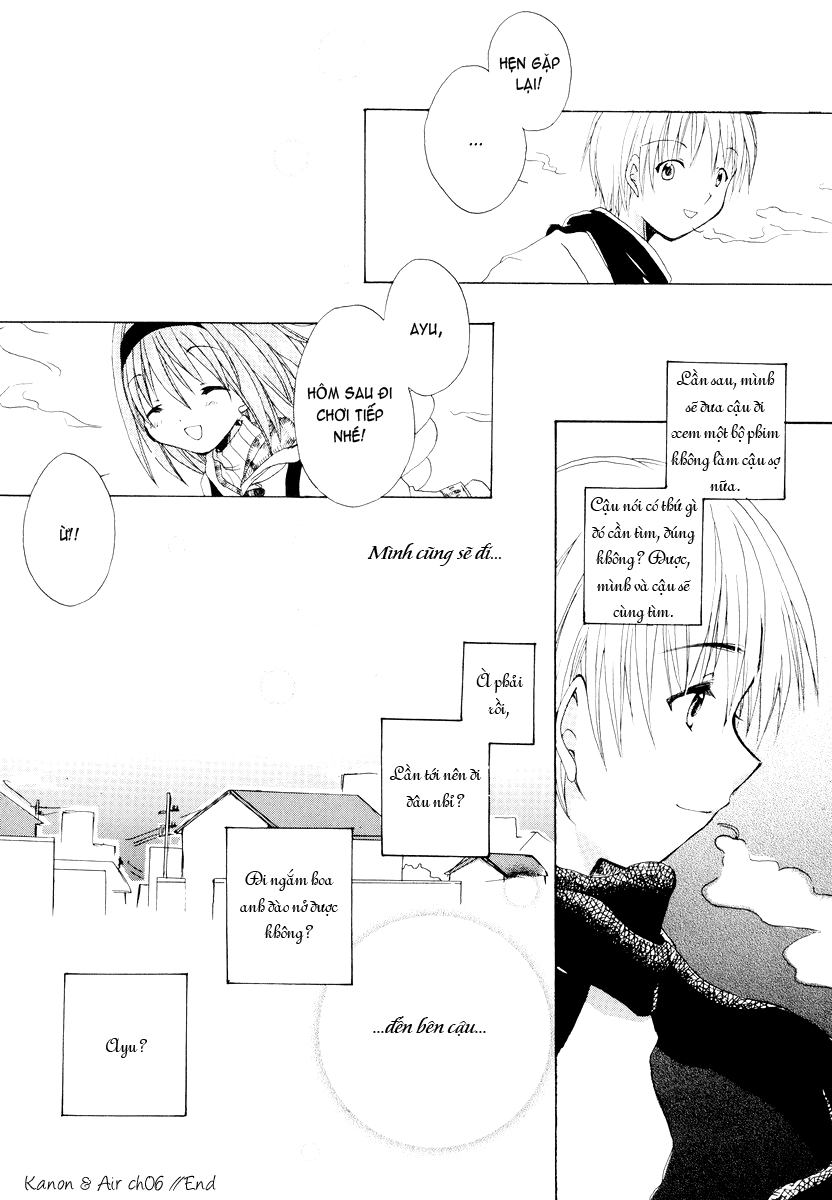 HẸN GẶP
LẠI!
...
AYU,
HÔM SAU ĐI
CHƠI TIẾP
NHÉ!
Ừ!!
Lần sau, mình
sẽ đưa cậu đi
xem một bộ phim
không làm cậu sợ
nữa.
Cậu nói có thứ gì
đó cần tìm, đúng
không? Được,
mình và cậu sẽ
cùng tìm.
Mình cũng sẽ đi...
À phải
rồi,
Lần tới nên đi
đâu nhỉ?
Đi ngắm hoa
anh đào nở được
không?
...đến bên cậu...
Ayu?
Kanon & Air ch06 //End